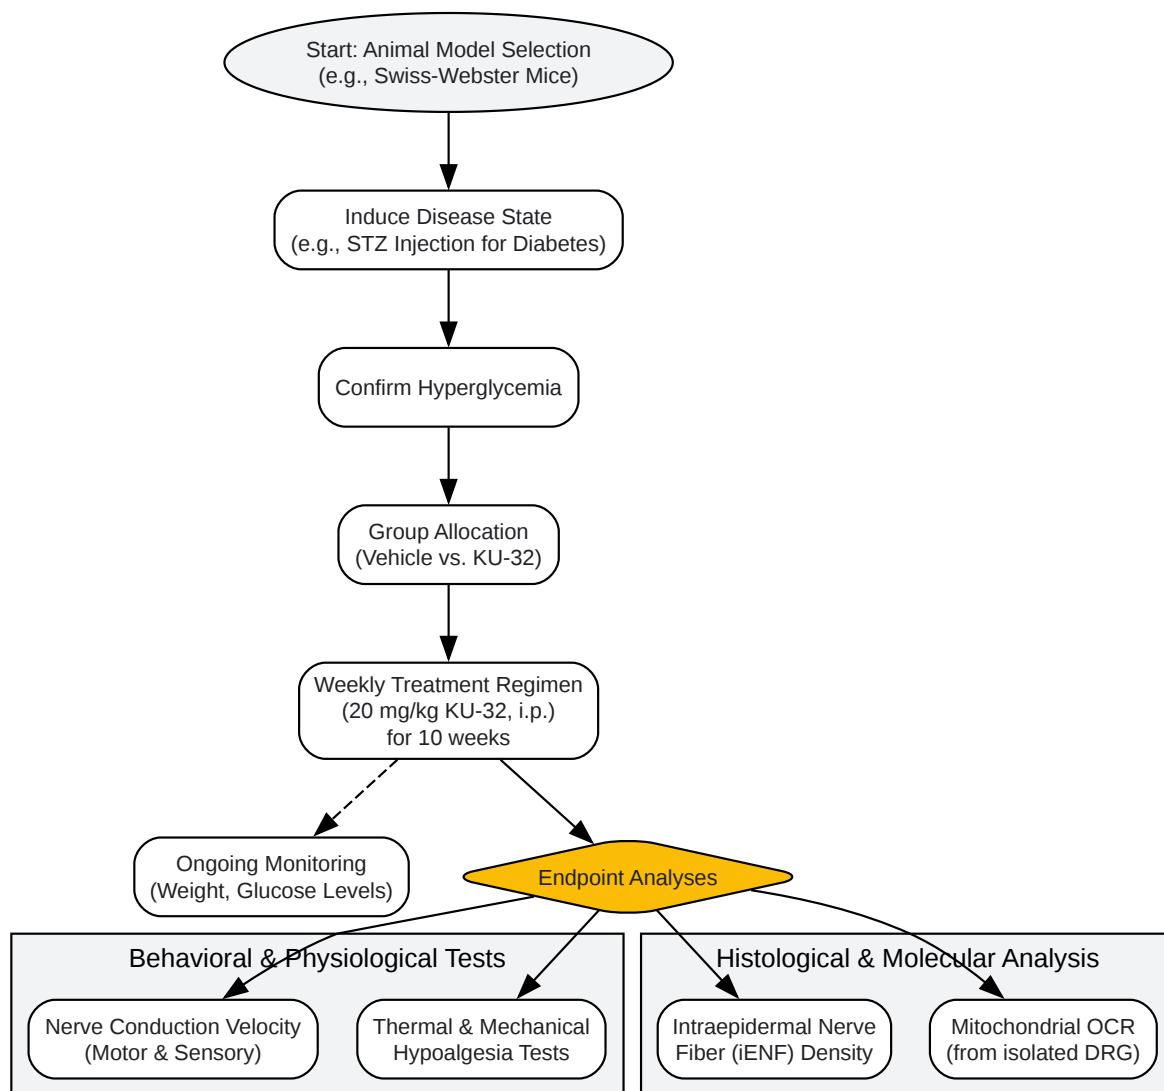 Start: Animal Model Selection
(e.g., Swiss-Webster Mice)
Induce Disease State
(e.g., STZ Injection for Diabetes)
Confirm Hyperglycemia
Group Allocation
(Vehicle vs. KU-32)
Weekly Treatment Regimen
(20 mg/kg KU-32, i.p.)
for 10 weeks
Ongoing Monitoring
(Weight, Glucose Levels)
Endpoint Analyses
Behavioral & Physiological Tests
Nerve Conduction Velocity
(Motor & Sensory)
Thermal & Mechanical
Hypoalgesia Tests
Histological & Molecular Analysis
Intraepidermal Nerve
Fiber (iENF) Density
Mitochondrial OCR
(from isolated DRG)